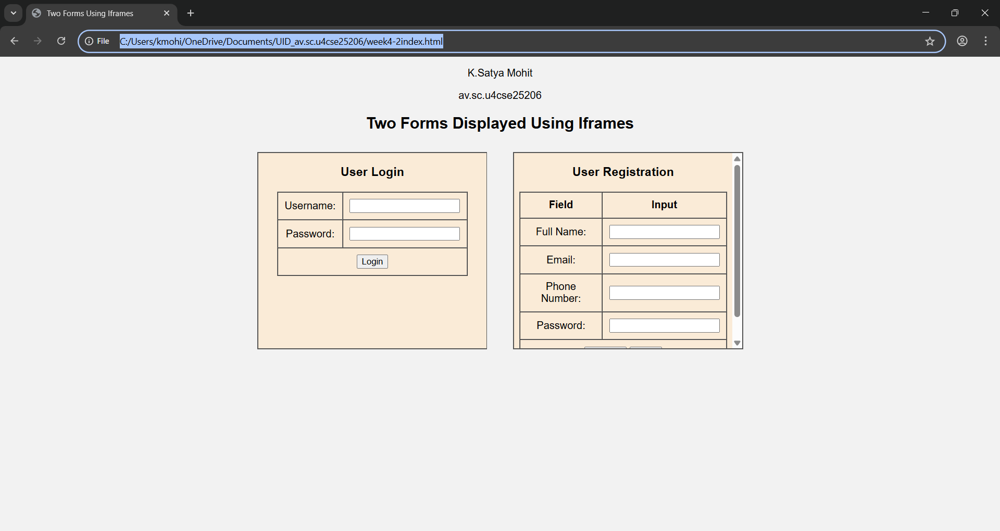 Two Forms Using Iframes
File C:/Users/kmohi/OneDrive/Documents/UID_av.sc.u4cse25206/week4-2index.html
K.Satya Mohit
av.sc.u4cse25206
Two Forms Displayed Using Iframes
User Login
Username:
Password:
Login
User Registration
Field Input
Full Name:
Email:
Phone
Number:
Password: